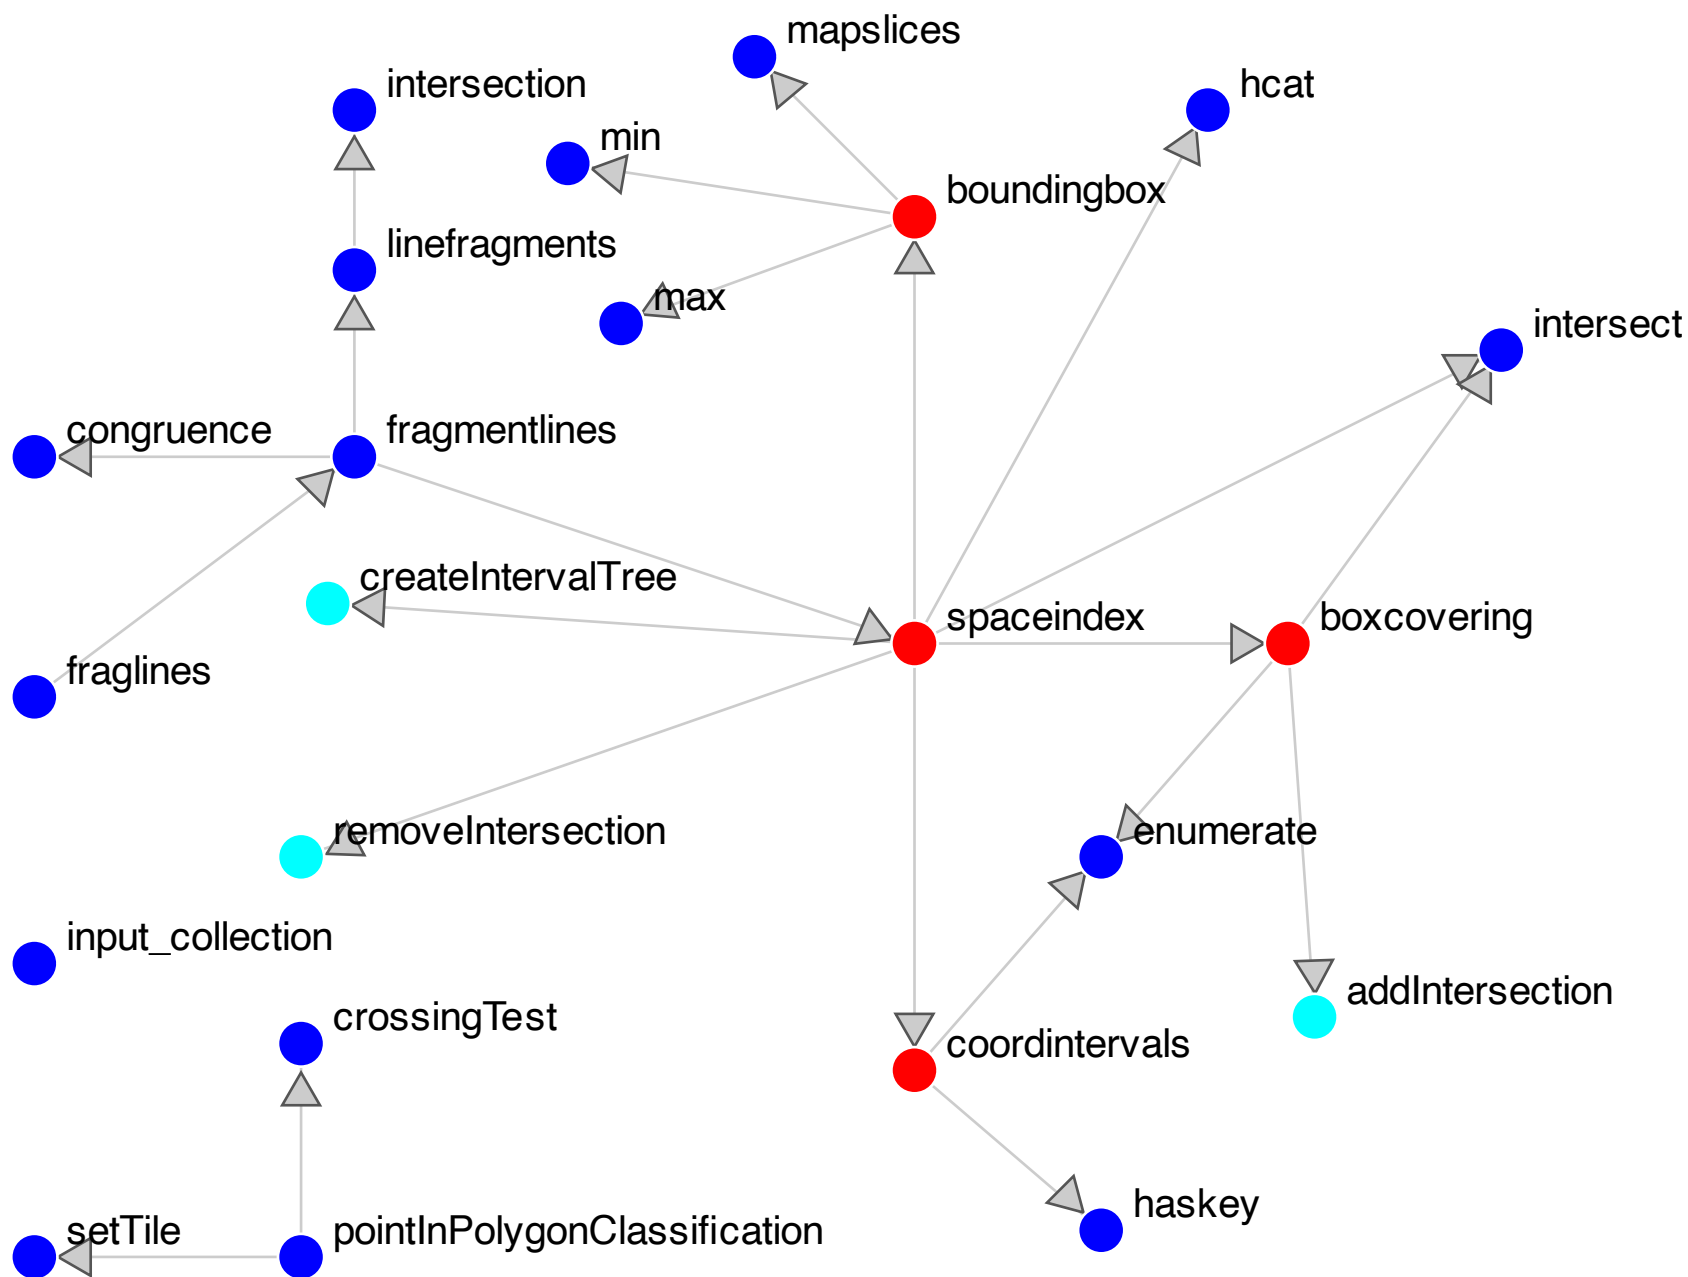 mapslices
intersection
hcat
min
boundingbox
linefragments
max
intersect
congruence
fragmentlines
createIntervalTree
spaceindex
boxcovering
fraglines
removeIntersection
enumerate
input_collection
addIntersection
crossingTest
coordintervals
haskey
setTile
pointInPolygonClassification